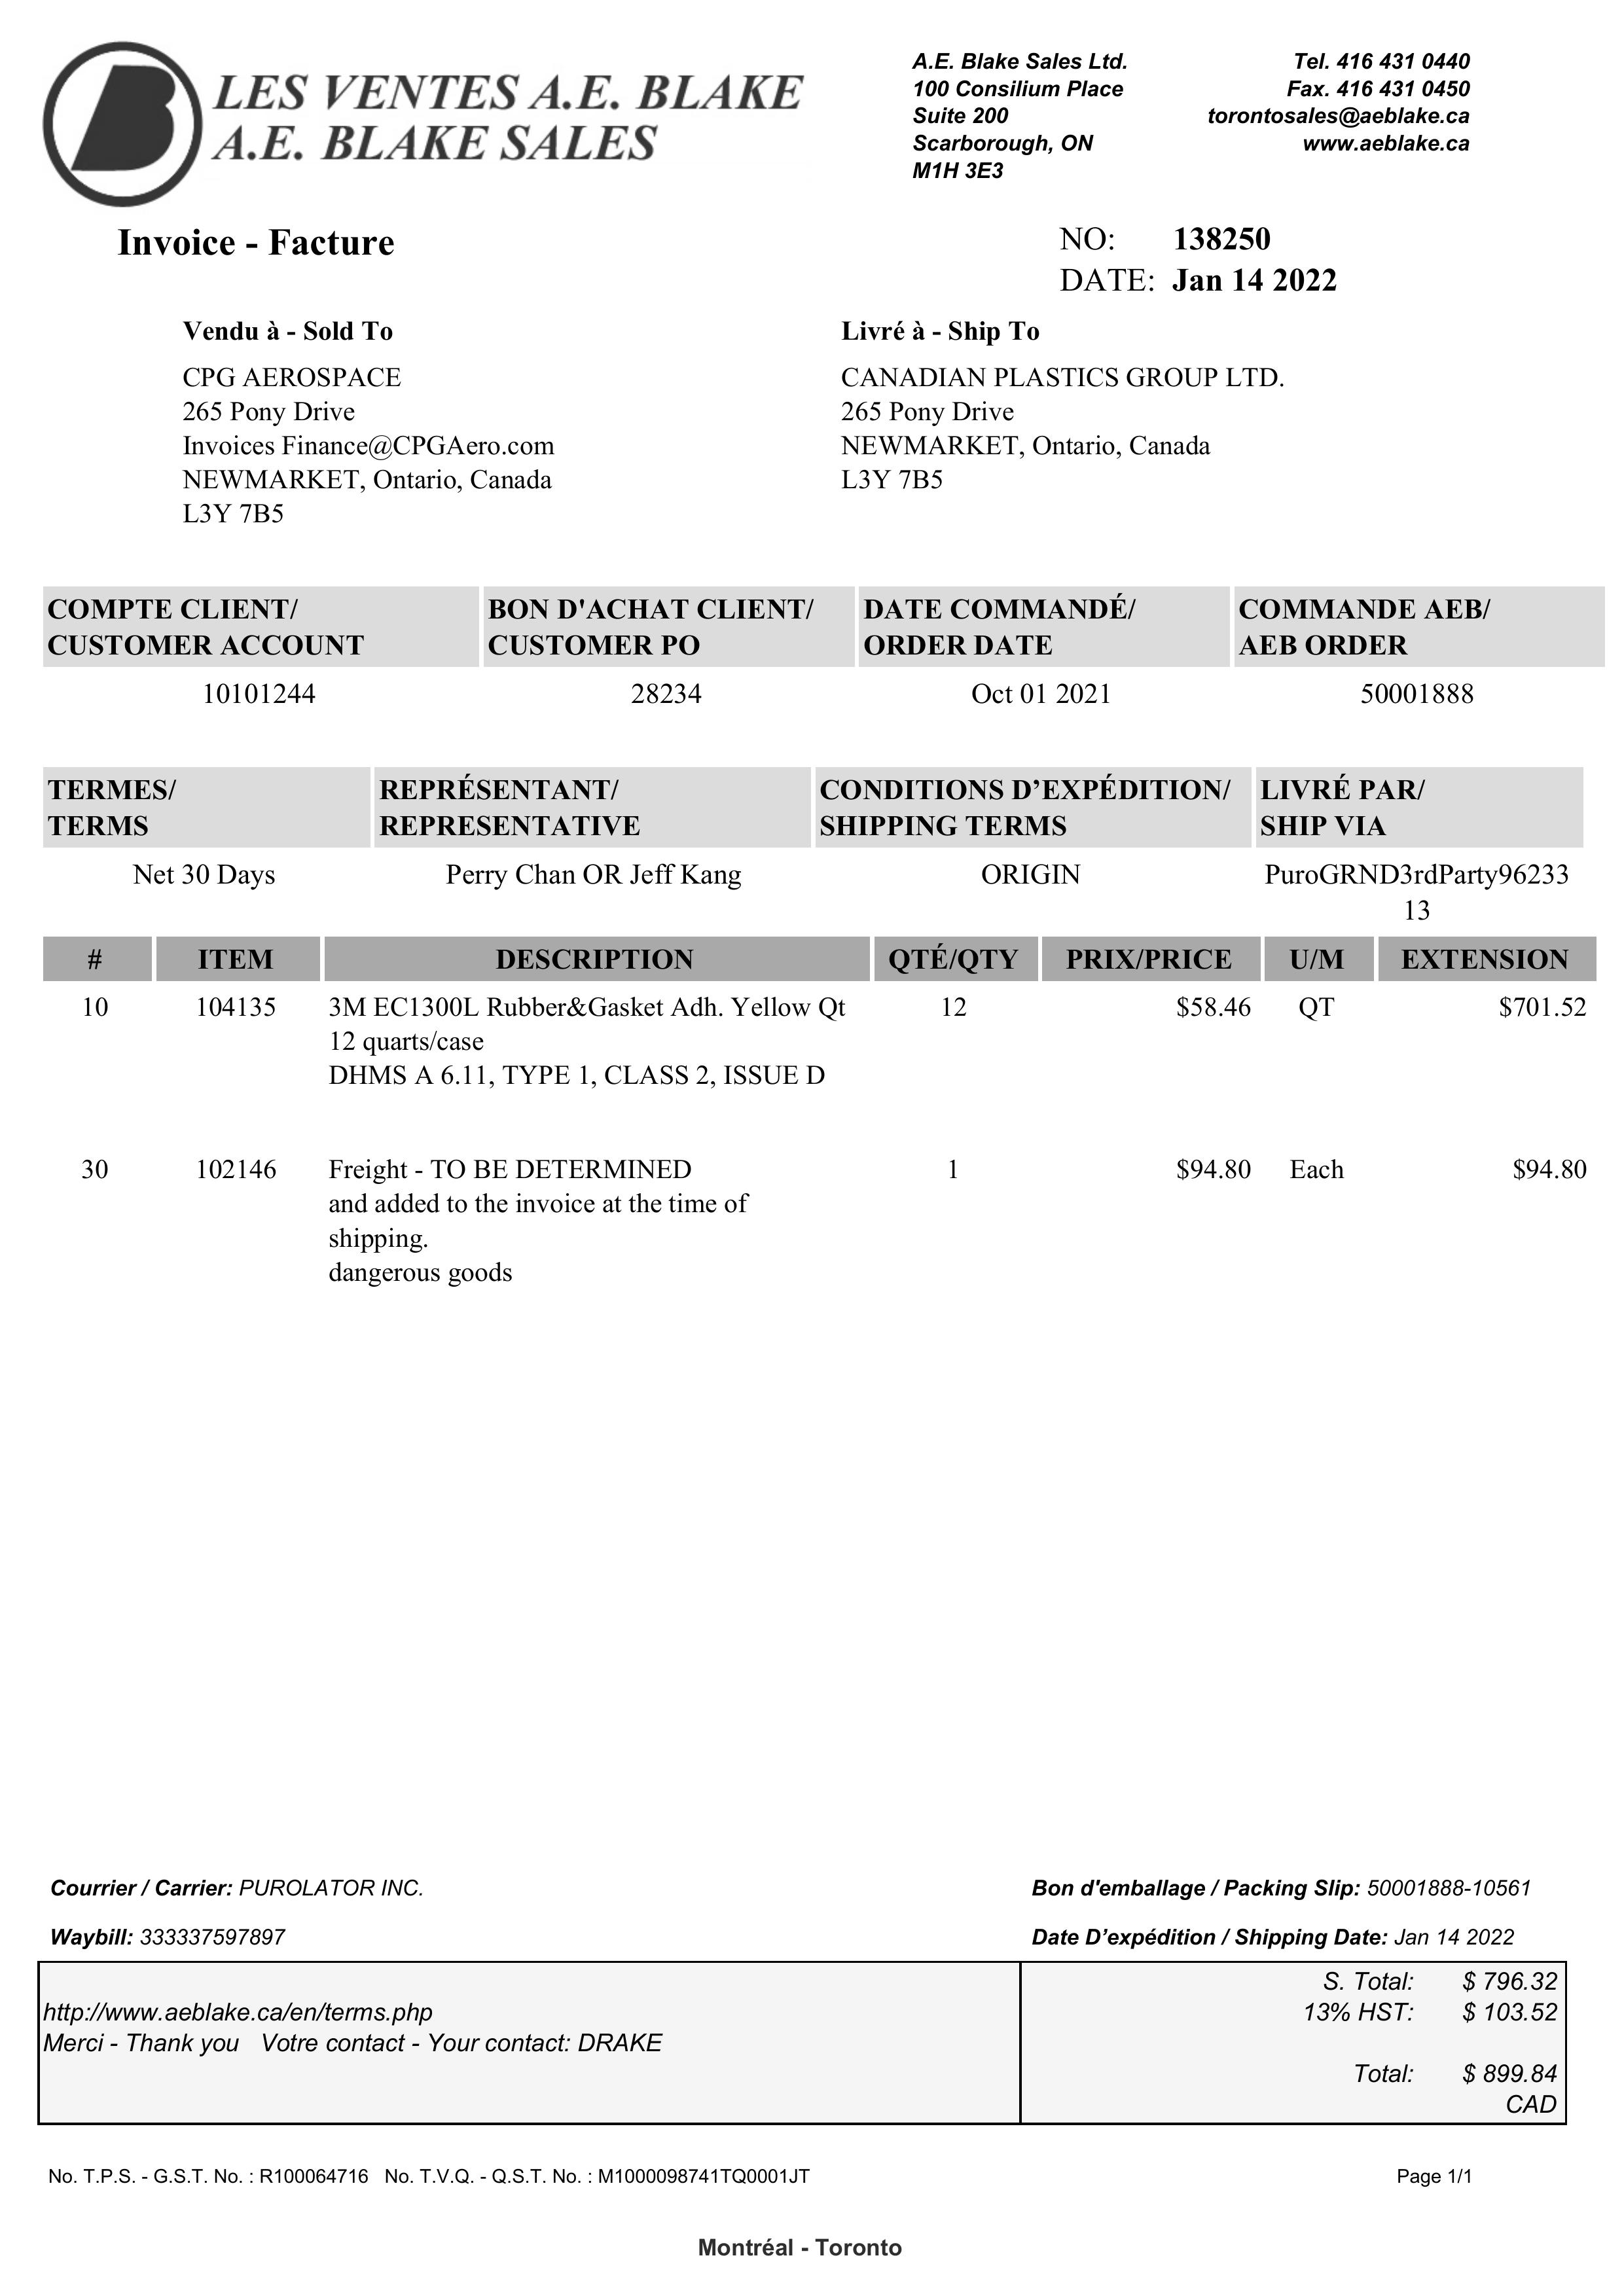 LES VENTES A.E. BLAKE
A.E. BLAKE SALES
A.E. Blake Sales Ltd.
100 Consilium Place
Suite 200
Scarborough, ON
M1H 3E3
Tel. 416 431 0440
Fax. 416 431 0450
torontosales@aeblake.ca
www.aeblake.ca
Invoice - Facture
NO: 138250
DATE: Jan 14 2022
Vendu à - Sold To
CPG AEROSPACE
265 Pony Drive
Invoices Finance@CPGAero.com
NEWMARKET, Ontario, Canada
L3Y 7B5
Livré à - Ship To
CANADIAN PLASTICS GROUP LTD.
265 Pony Drive
NEWMARKET, Ontario, Canada
L3Y 7B5
COMPTE CLIENT/ BON D'ACHAT CLIENT/ DATE COMMANDÉ/ COMMANDE AEB/
CUSTOMER ACCOUNT CUSTOMER PO ORDER DATE AEB ORDER
10101244 28234 Oct 01 2021 50001888
TERMES/ REPRÉSENTANT/ CONDITIONS D’EXPÉDITION/ LIVRÉ PAR/
TERMS REPRESENTATIVE SHIPPING TERMS SHIP VIA
Net 30 Days Perry Chan OR Jeff Kang ORIGIN PuroGRND3rdParty96233
13
# ITEM DESCRIPTION QTÉ/QTY PRIX/PRICE U/M EXTENSION
10 104135 3M EC1300L Rubber&Gasket Adh. Yellow Qt 12 $58.46 QT $701.52
12 quarts/case
DHMS A 6.11, TYPE 1, CLASS 2, ISSUE D
30 102146 Freight - TO BE DETERMINED 1 $94.80 Each $94.80
and added to the invoice at the time of
shipping.
dangerous goods
Courrier / Carrier: PUROLATOR INC. Bon d'emballage / Packing Slip: 50001888-10561
Waybill: 333337597897 Date D’expédition / Shipping Date: Jan 14 2022
S. Total: $ 796.32
http://www.aeblake.ca/en/terms.php 13% HST: $ 103.52
Merci - Thank you Votre contact - Your contact: DRAKE
Total: $ 899.84
CAD
No. T.P.S. - G.S.T. No. : R100064716 No. T.V.Q. - Q.S.T. No. : M1000098741TQ0001JT Page 1/1
Montréal - Toronto